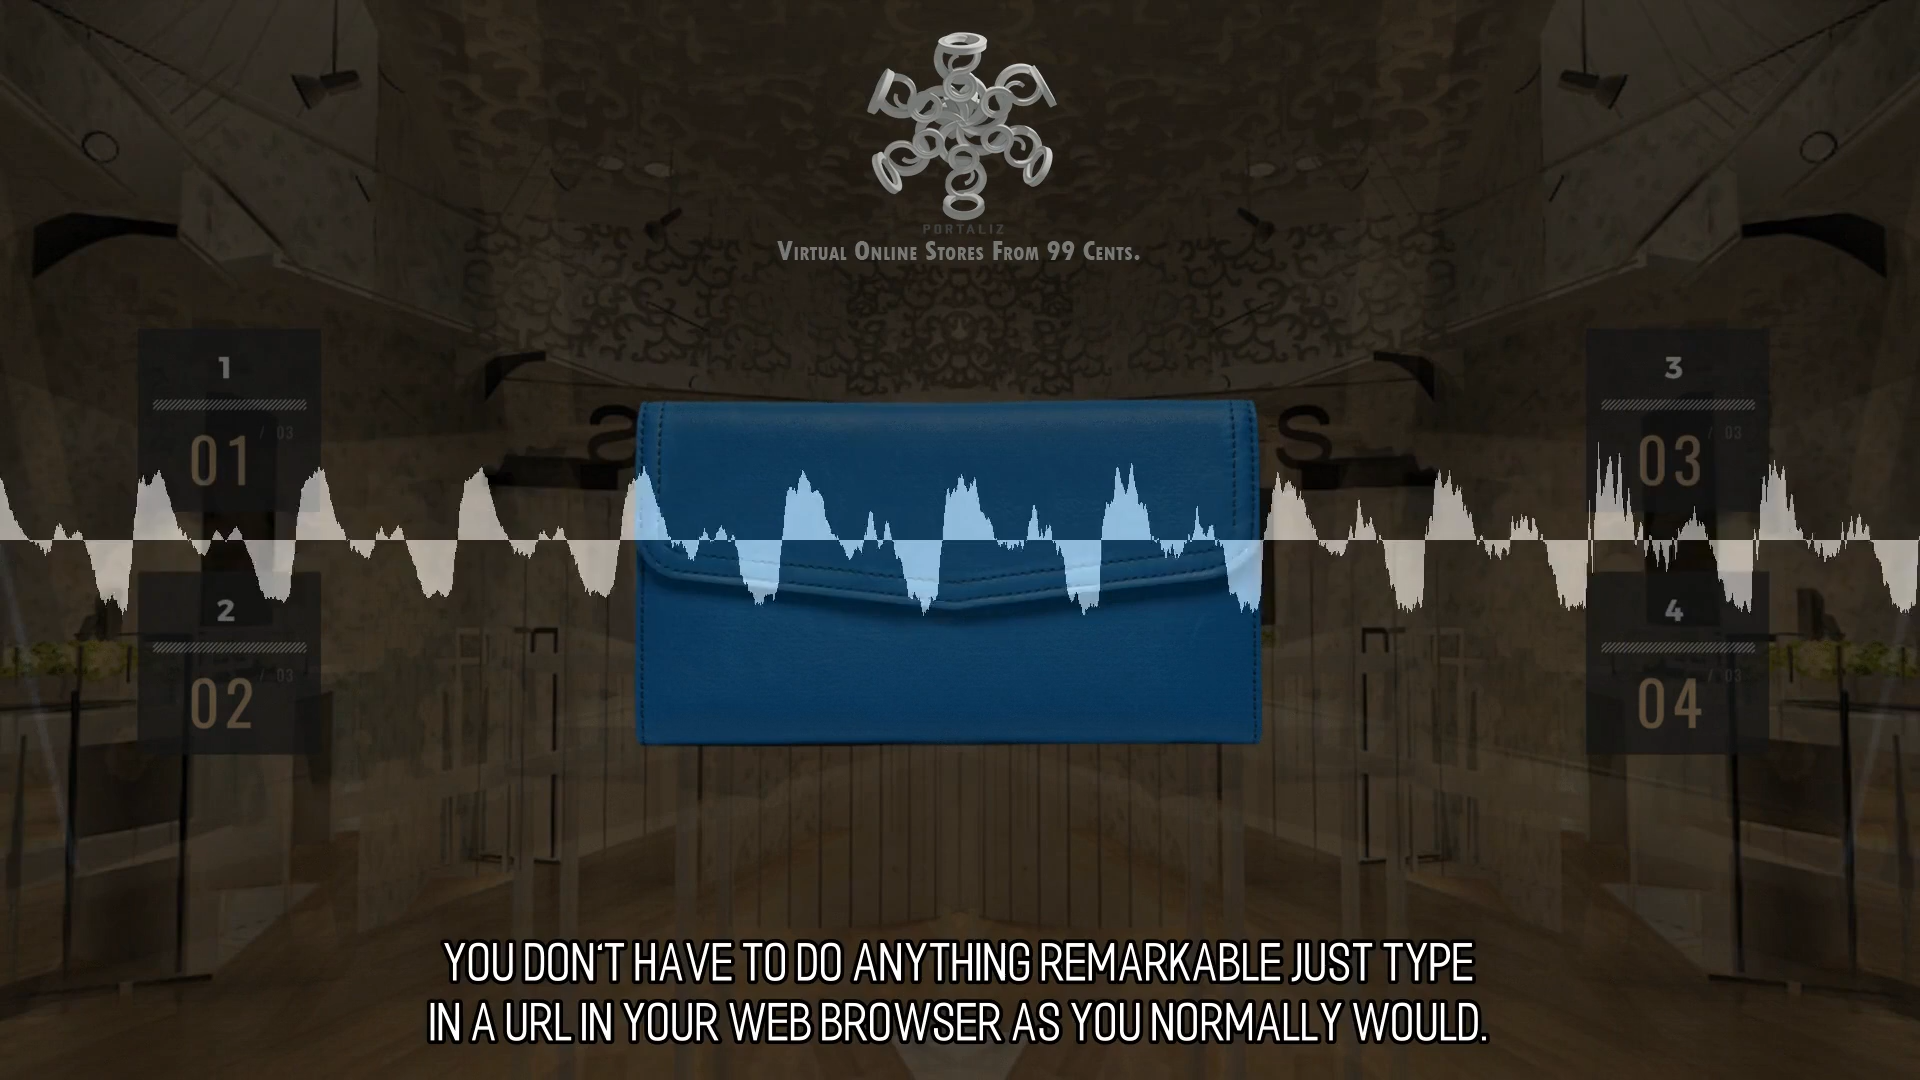 PORTALIZ
Virtual Online Stores From 99 Cents.
1
01 / 03
2
02 / 03
3
03 / 03
4
04 / 03
S
YOU DON'T HAVE TO DO ANYTHING REMARKABLE JUST TYPE
IN A URL IN YOUR WEB BROWSER AS YOU NORMALLY WOULD.